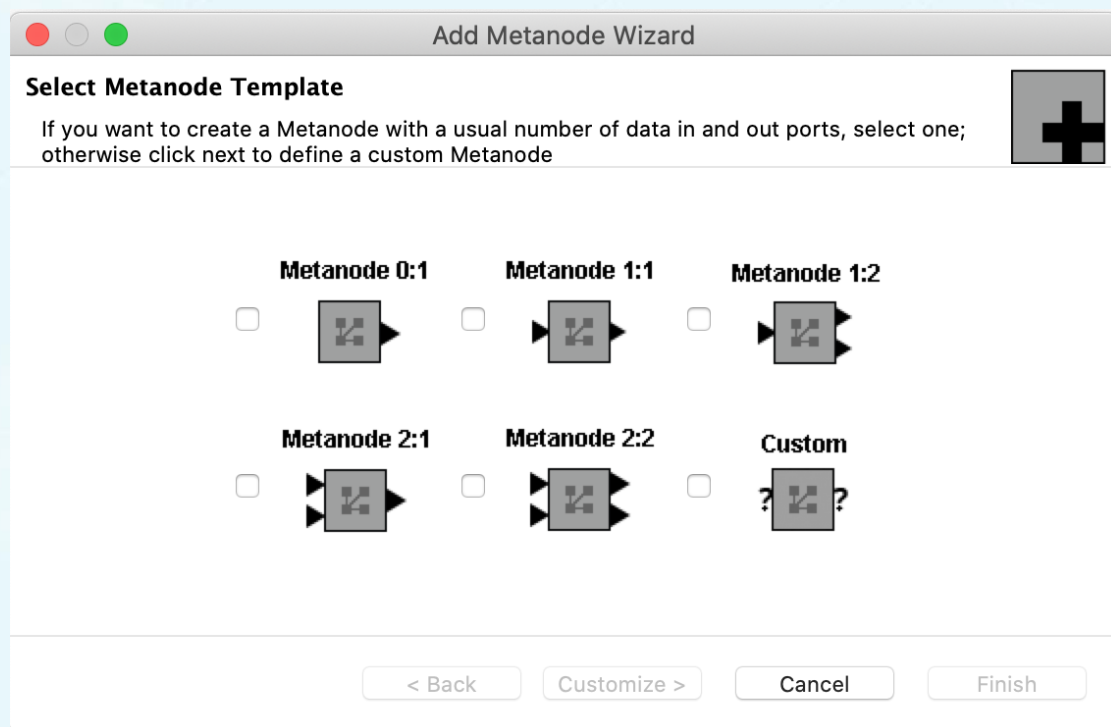 Add Metanode Wizard
Select Metanode Template
If you want to create a Metanode with a usual number of data in and out ports, select one;
otherwise click next to define a custom Metanode
Metanode 0:1
Metanode 1:1
Metanode 1:2
Metanode 2:1
Metanode 2:2
Custom
? ?
< Back
Customize >
Cancel
Finish